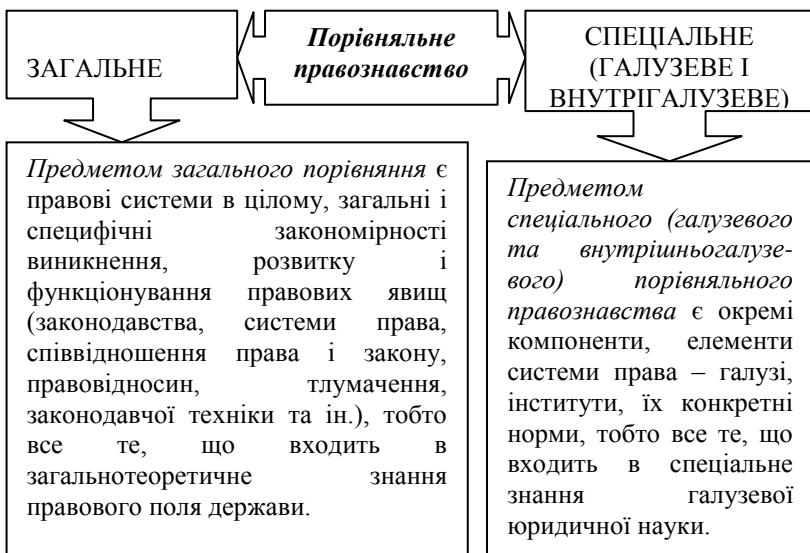 ЗАГАЛЬНЕ
Порівняльне
правознавство
СПЕЦІАЛЬНЕ
(ГАЛУЗЕВЕ І
ВНУТРІГАЛУЗЕВЕ)
Предметом загального порівняння є
правові системи в цілому, загальні і
специфічні закономірності
виникнення, розвитку і
функціонування правових явищ
(законодавства, системи права,
співвідношення права і закону,
правовідносин, тлумачення,
законодавчої техніки та ін.), тобто
все те, що входить в
загальнотеоретичне знання
правового поля держави.
Предметом
спеціального (галузевого
та внутрішньогалузе-
вого) порівняльного
правознавства є окремі
компоненти, елементи
системи права – галузі,
інститути, їх конкретні
норми, тобто все те, що
входить в спеціальне
знання галузевої
юридичної науки.